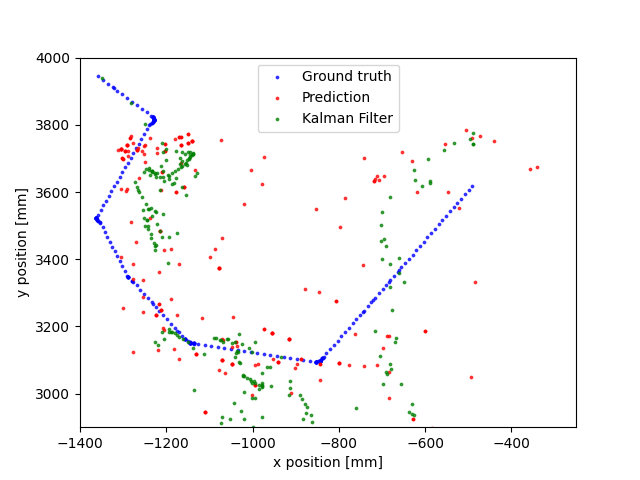 4000
3800
3600
3400
3200
3000
y position [mm]
Ground truth
Prediction
Kalman Filter
−1400 −1200 −1000 −800 −600 −400
x position [mm]